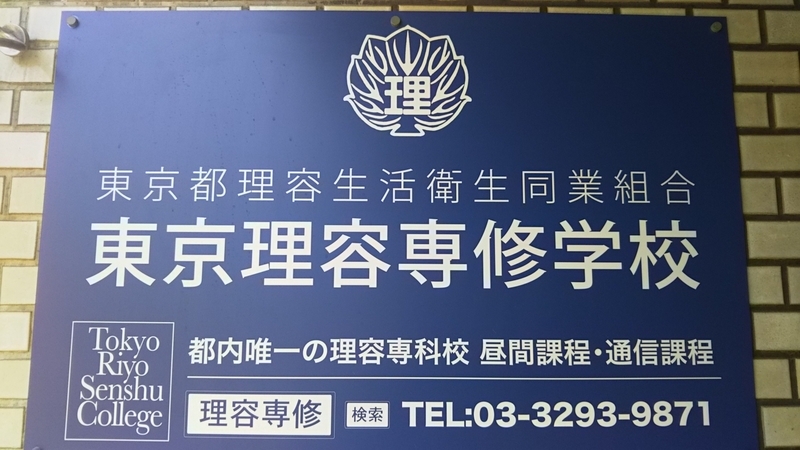 理
東京都理容生活衛生同業組合
東京理容専修学校
Tokyo
Riyo
Senshu
College
都内唯一の理容専科校 昼間課程・通信課程
理容専修 検索 TEL:03-3293-9871